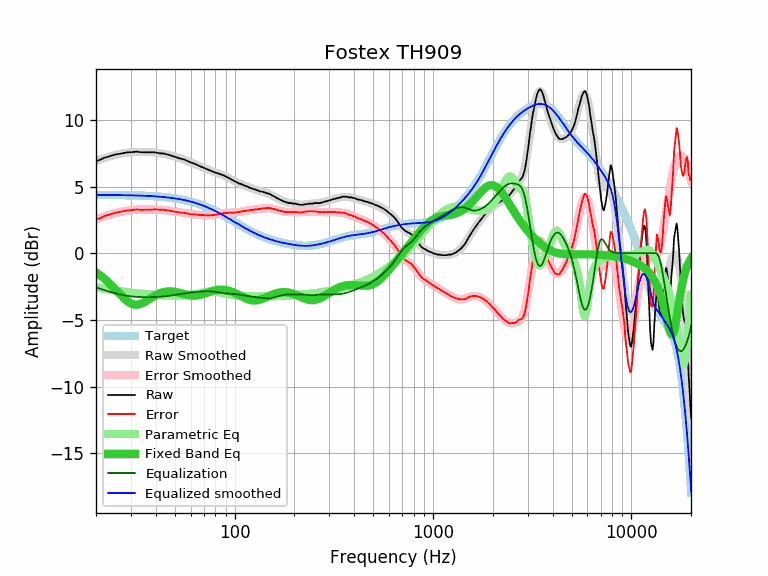 Fostex TH909
Amplitude (dBr)
10
5
0
−5
−10
−15
Target
Raw Smoothed
Error Smoothed
Raw
Error
Parametric Eq
Fixed Band Eq
Equalization
Equalized smoothed
100
1000
10000
Frequency (Hz)